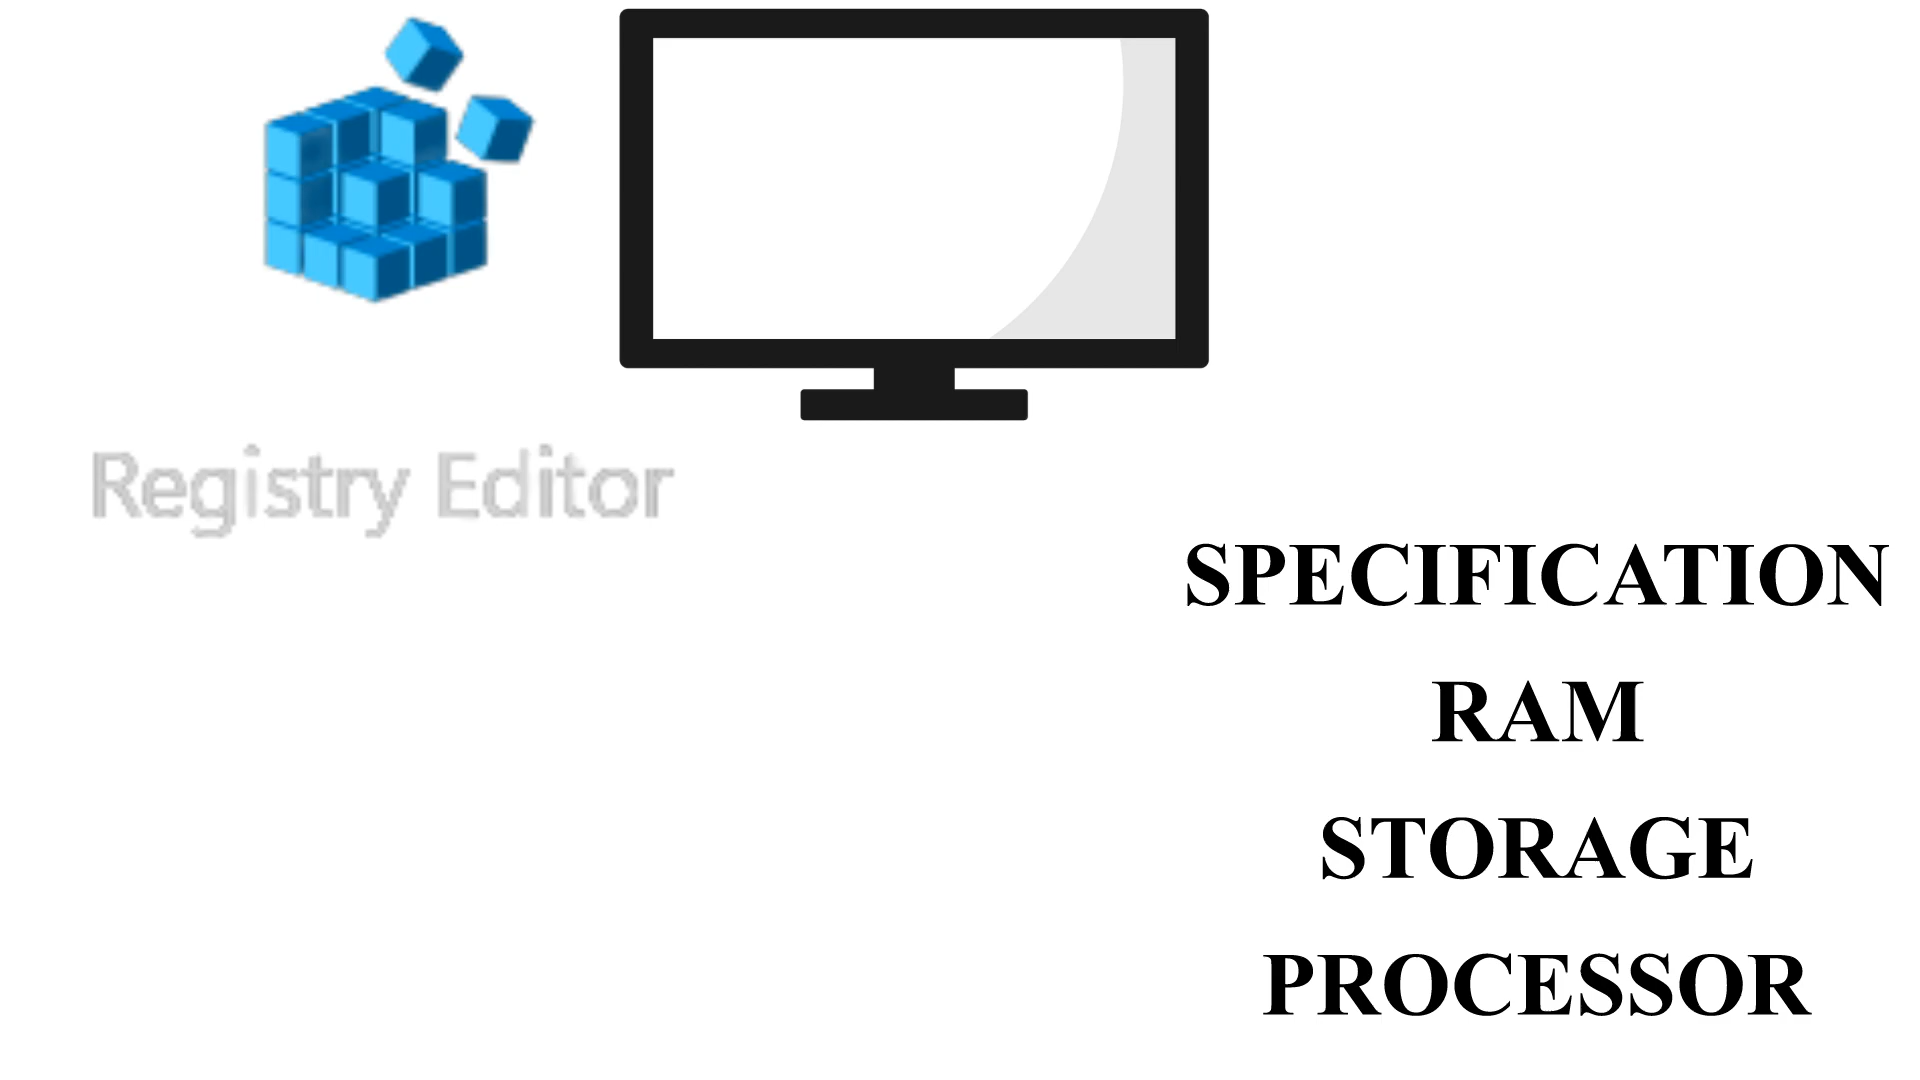 Registry Editor
SPECIFICATION
RAM
STORAGE
PROCESSOR